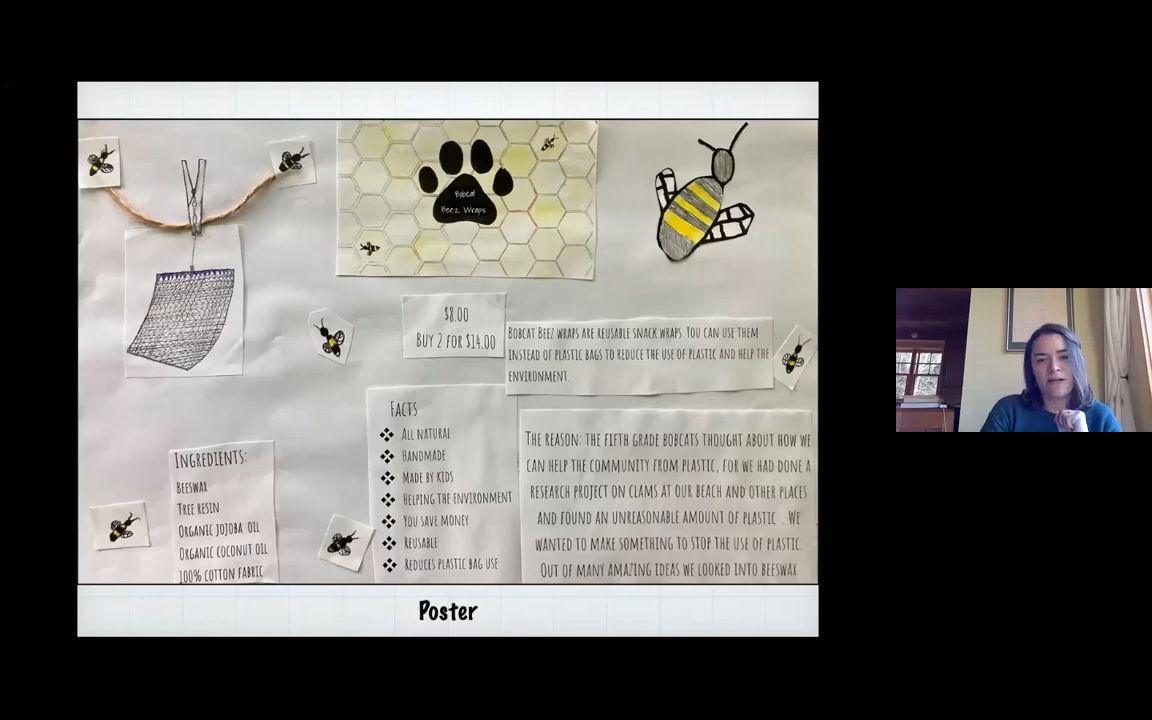 Bobcat
Beez Wraps
$8.00
Buy 2 for $14.00
Bobcat Beez wraps are reusable snack wraps. You can use them
instead of plastic bags to reduce the use of plastic and help the
environment.
Facts
All natural
Handmade
Made by kids
Helping the environment
You save money
Reusable
Reduces plastic bag use
Ingredients:
Beeswax
Tree resin
Organic jojoba oil
Organic coconut oil
100% cotton fabric
The reason: the fifth grade bobcats thought about how we
can help the community from plastic, for we had done a
research project on clams at our beach and other places
and found an unreasonable amount of plastic . We
wanted to make something to stop the use of plastic.
Out of many amazing ideas we looked into beeswax
Poster